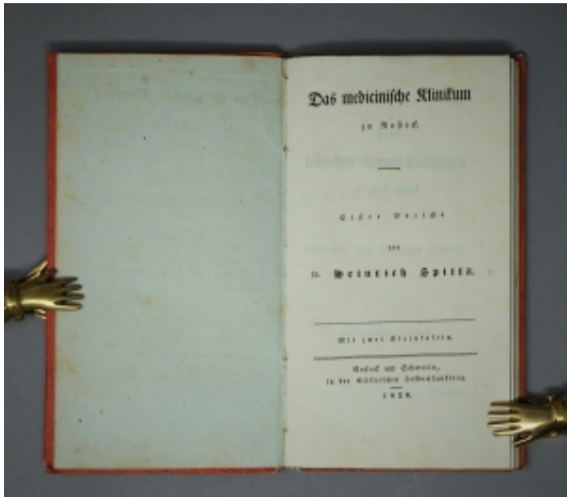 Das medicinische Klinikum
zu Rostock.
Erster Bericht
von
D. Heinrich Spitta.
Mit zwei Steintafeln.
Rostock und Schwerin,
in der Stillerschen Hofbuchhandlung